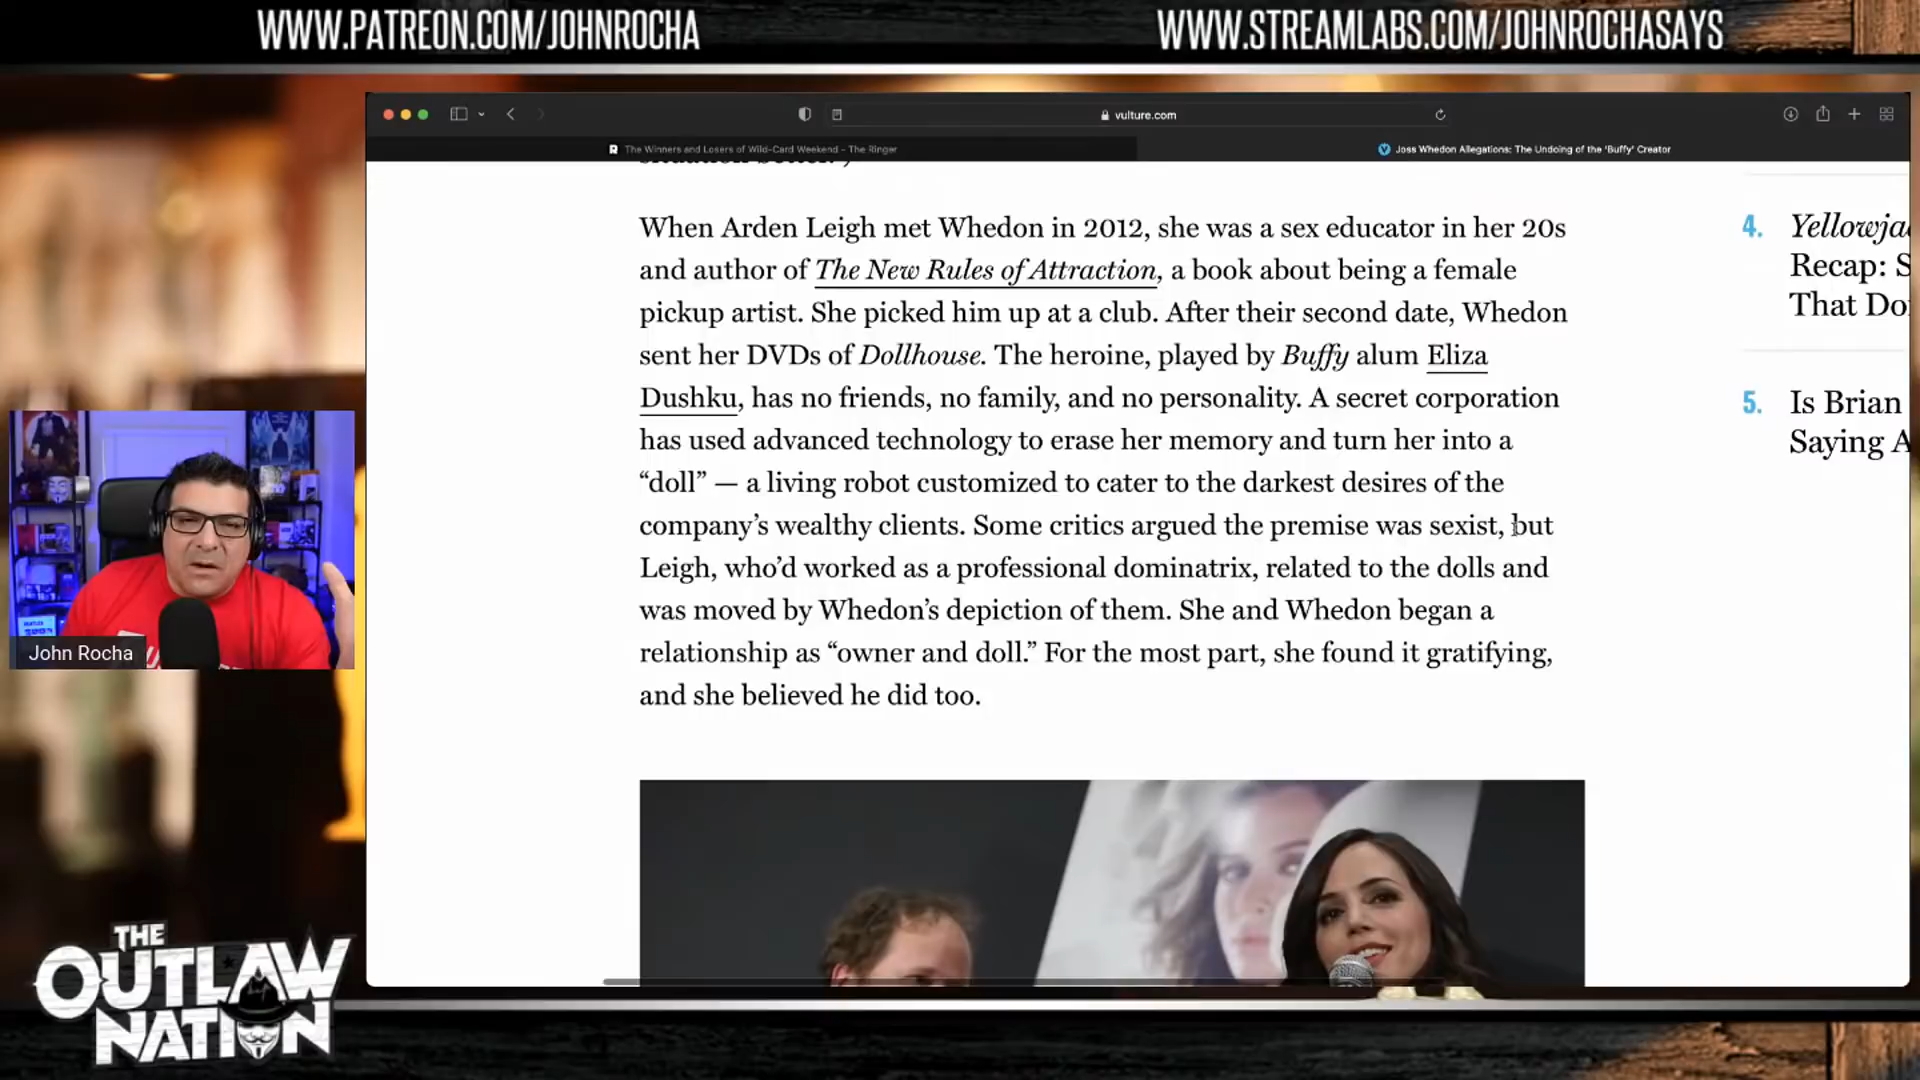 WWW.PATREON.COM/JOHNROCHA
WWW.STREAMLABS.COM/JOHNROCHASAYS
vulture.com
The Winners and Losers of Wild-Card Weekend - The Ringer
Joss Whedon Allegations: The Undoing of the 'Buffy' Creator
When Arden Leigh met Whedon in 2012, she was a sex educator in her 20s
and author of The New Rules of Attraction, a book about being a female
pickup artist. She picked him up at a club. After their second date, Whedon
sent her DVDs of Dollhouse. The heroine, played by Buffy alum Eliza
Dushku, has no friends, no family, and no personality. A secret corporation
has used advanced technology to erase her memory and turn her into a
“doll” — a living robot customized to cater to the darkest desires of the
company’s wealthy clients. Some critics argued the premise was sexist, but
Leigh, who’d worked as a professional dominatrix, related to the dolls and
was moved by Whedon’s depiction of them. She and Whedon began a
relationship as “owner and doll.” For the most part, she found it gratifying,
and she believed he did too.
4.
Recap: S
That Do
5. Is Brian
Saying A
John Rocha
THE
OUTLAW
NATION